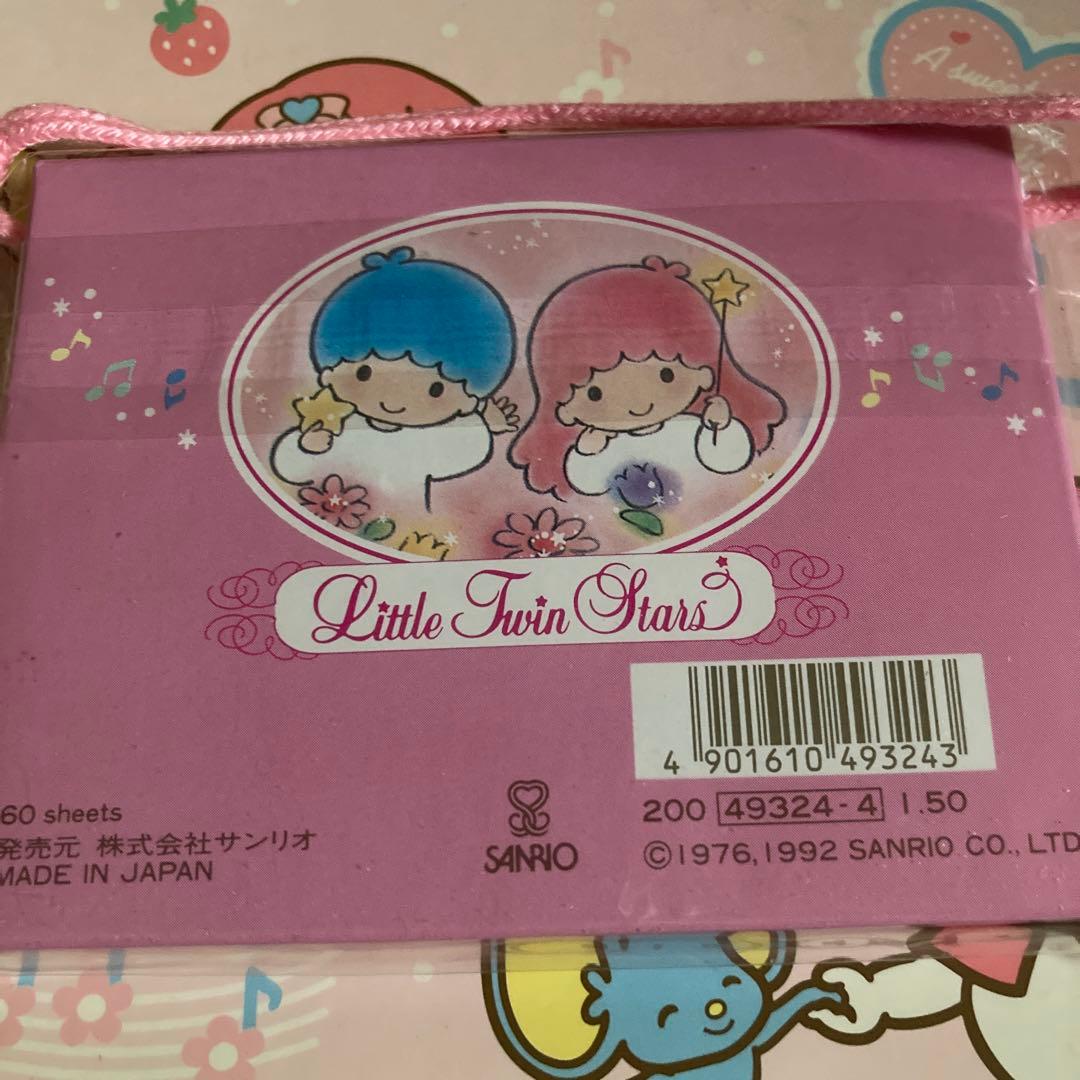 A sweet
Little Twin Stars
4 901610 493243
200 49324-4 1.50
60 sheets
発売元 株式会社サンリオ
MADE IN JAPAN
SANRIO
©1976,1992 SANRIO CO., LTD